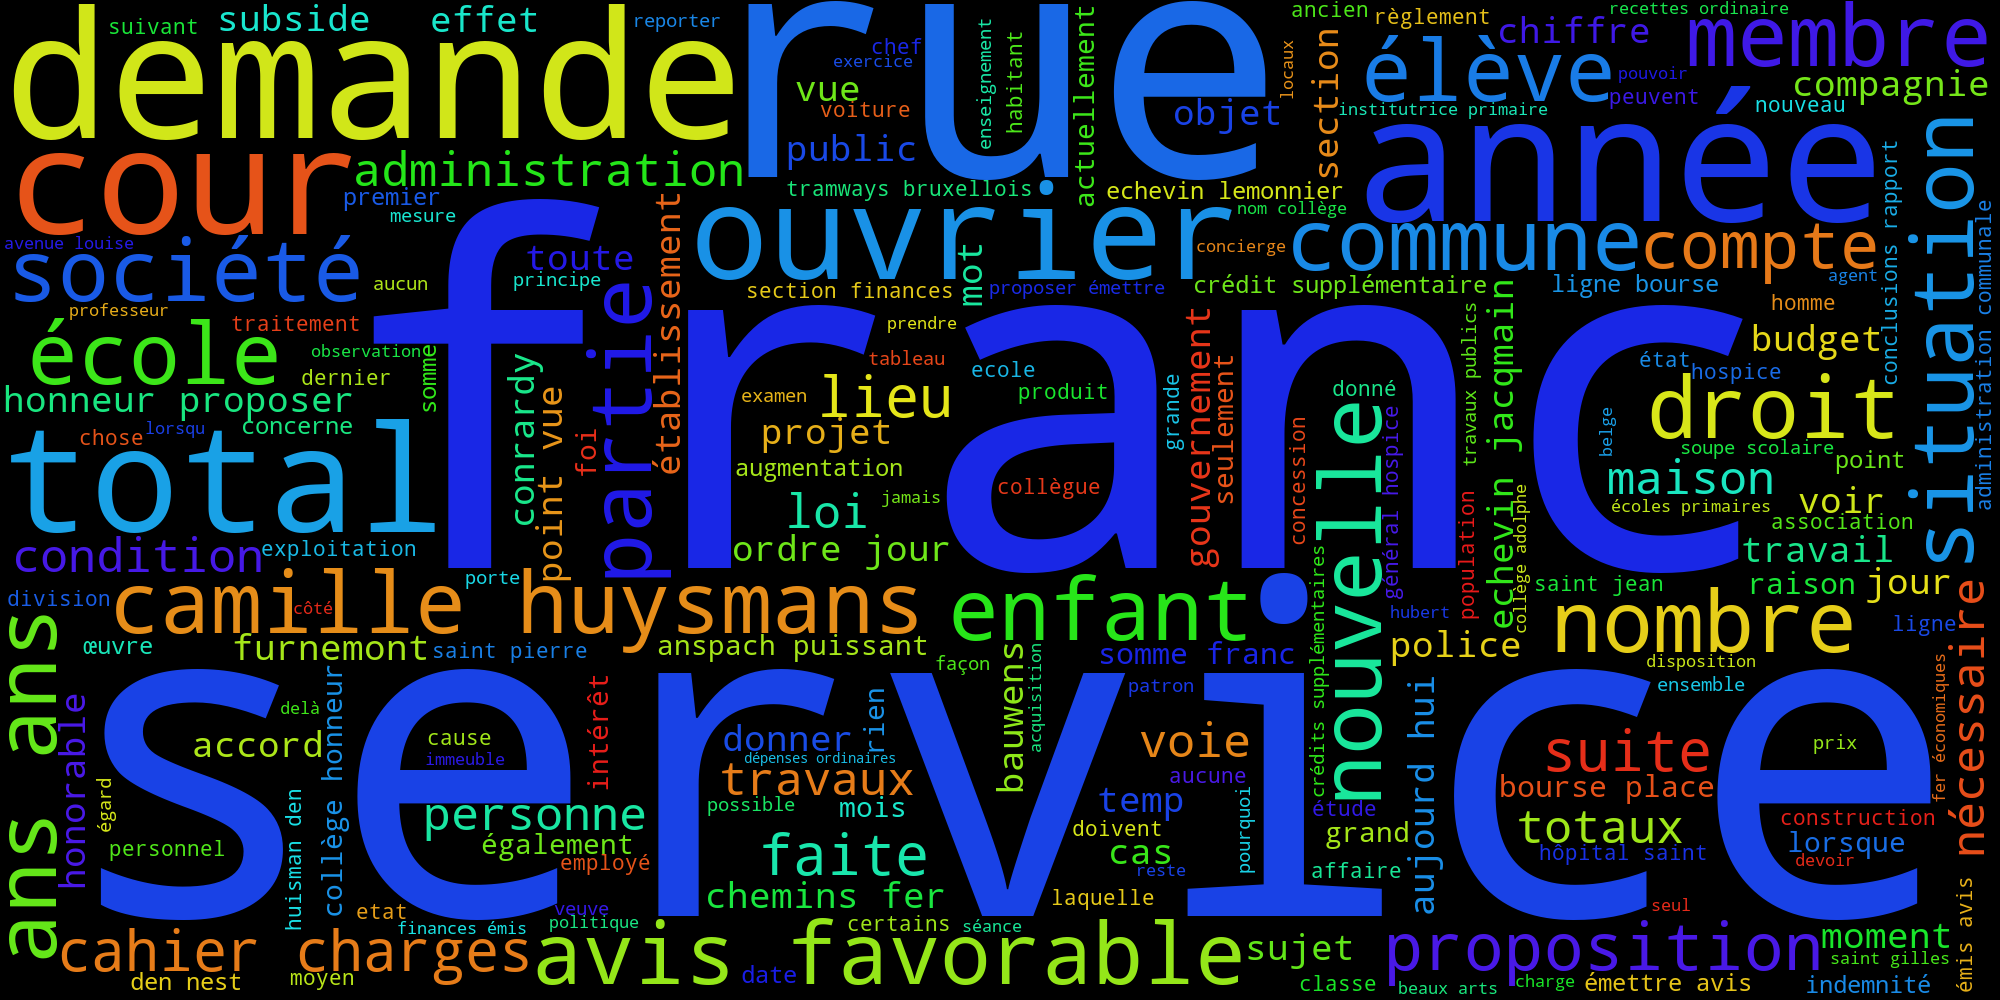 suivant
subside
effet
reporter
demande
rue
chef
exercice
vue
voiture
public
enseignement
habitant
actuellement
ancien
règlement
recettes ordinaire
chiffre
membre
locaux
section
élève
pouvoir
peuvent
compagnie
institutrice primaire
nouveau
objet
année
cour
administration
premier
mesure
tramways bruxellois
echevin lemonnier
nom collège
avenue louise
société
aucun
toute
principe
établissement
ouvrier
mot
concierge
commune
compte
conclusions rapport
situation
administration communale
professeur
section finances
proposer émettre
crédit supplémentaire
ligne bourse
agent
homme
école
traitement
observation
dernier
somme
franc
partie
prendre
tableau
ecole
produit
examen
lieu
projet
grande
gouvernement
seulement
travaux publics
echevin jacqmain
budget
état
hospice
droit
donné
honneur proposer
concerne
chose
lorsqu
conrardy
point vue
foi
augmentation
collègue
jamais
loi
ordre jour
concession
nouvelle
général hospice
population
collège adolphe
belge
soupe scolaire
point
maison
voir
écoles primaires
association
travail
total
condition
exploitation
porte
division
camille huysmans
côté
enfant
crédits supplémentaires
hubert
saint jean
raison
jour
nombre
ligne
nécessaire
ans ans
œuvre
furnemont
saint pierre
anspach puissant
façon
somme franc
police
disposition
ensemble
fer économiques
honorable
delà
collège honneur
accord
cause
immeuble
intérêt
donner
rien
dépenses ordinaires
travaux
bauwens
acquisition
patron
voie
aucune
service
aujourd hui
suite
bourse place
prix
égard
personnel
huisman den
personne
également
employé
possible
mois
temp
doivent
cas
reste
pourquoi
étude
grand
affaire
totaux
hôpital saint
construction
lorsque
devoir
faite
chemins fer
laquelle
etat
veuve
politique
finances émis
certains
séance
seul
émis avis
cahier charges
avis favorable
sujet
proposition
moment
saint gilles
den nest
moyen
date
classe
beaux arts
charge
émettre avis
indemnité